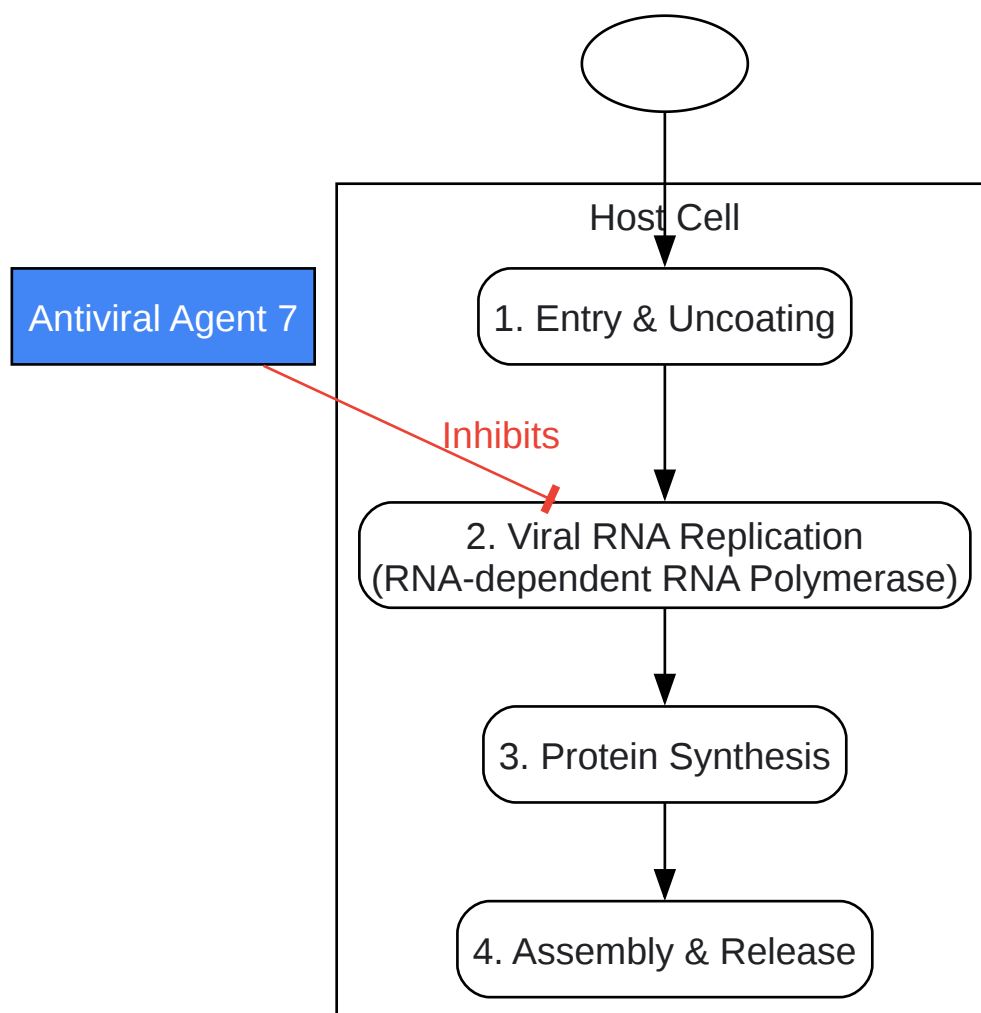 Host Cell
Antiviral Agent 7
1. Entry & Uncoating
Inhibits
2. Viral RNA Replication
(RNA-dependent RNA Polymerase)
3. Protein Synthesis
4. Assembly & Release